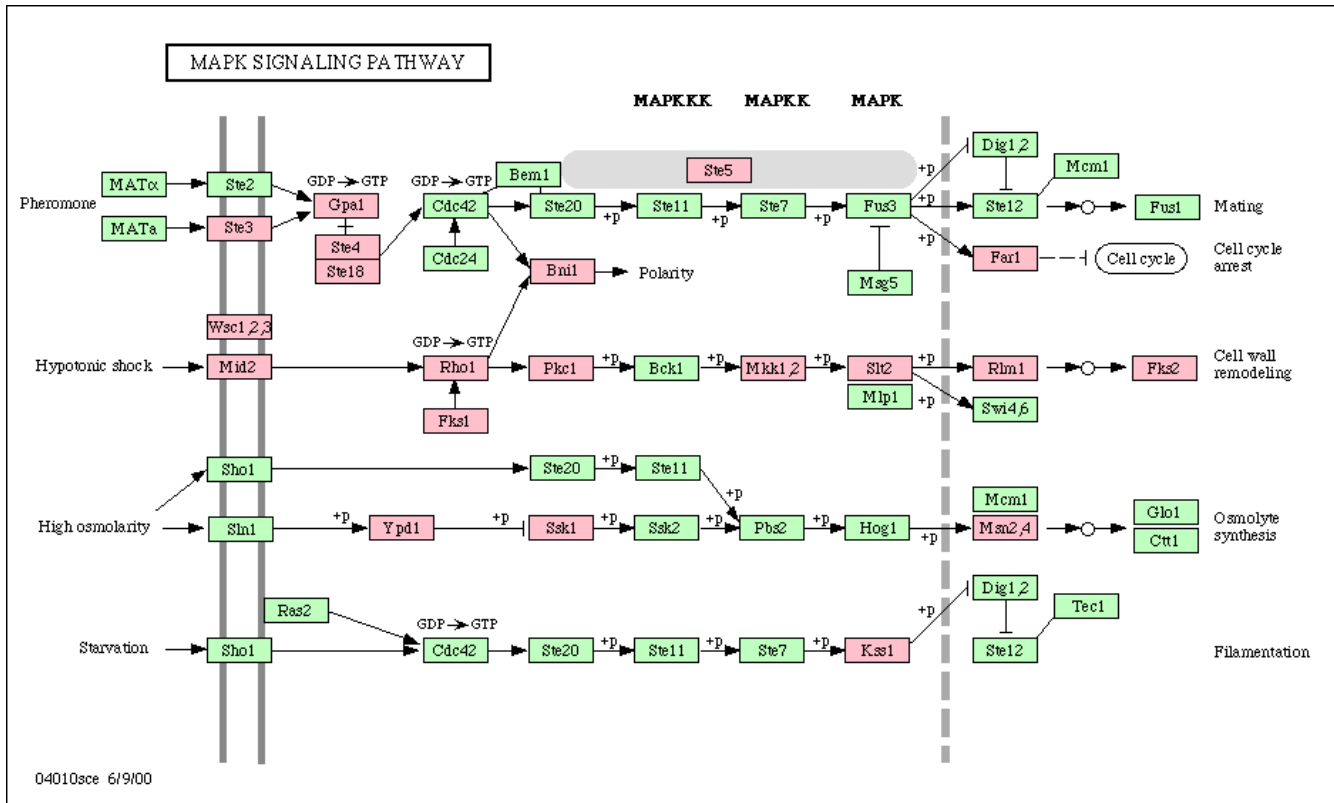 MAPK SIGNALING PATHWAY
MAPKKK MAPKK MAPK
Dig1,2
Mcm1
Bem1
Ste5
+p
MATα
Ste2
GDP → GTP
GDP → GTP
Pheromone
Gpa1
Cdc42
Ste20
+p
Ste11
+p
Ste7
+p
Fus3
+p
Ste12
Fus1
Mating
MATa
Ste3
Ste4
Ste18
Cdc24
+p
Far1
Cell cycle
Cell cycle
arrest
Bni1
Polarity
Msg5
Wsc1,2,3
GDP → GTP
Hypotonic shock
Mid2
Rho1
Pkc1
+p
Bck1
+p
Mkk1,2
+p
Slt2
+p
Rlm1
Fks2
Cell wall
remodeling
Mlp1
+p
Swi4,6
Fks1
Sho1
Ste20
+p
Ste11
+p
Mcm1
High osmolarity
Sln1
+p
Ypd1
+p
Ssk1
+p
Ssk2
+p
Pbs2
+p
Hog1
+p
Msn2,4
Glo1
Ctt1
Osmolyte
synthesis
Dig1,2
Ras2
+p
Tec1
GDP → GTP
Starvation
Sho1
Cdc42
Ste20
+p
Ste11
+p
Ste7
+p
Kss1
Ste12
Filamentation
04010sce 6/9/00